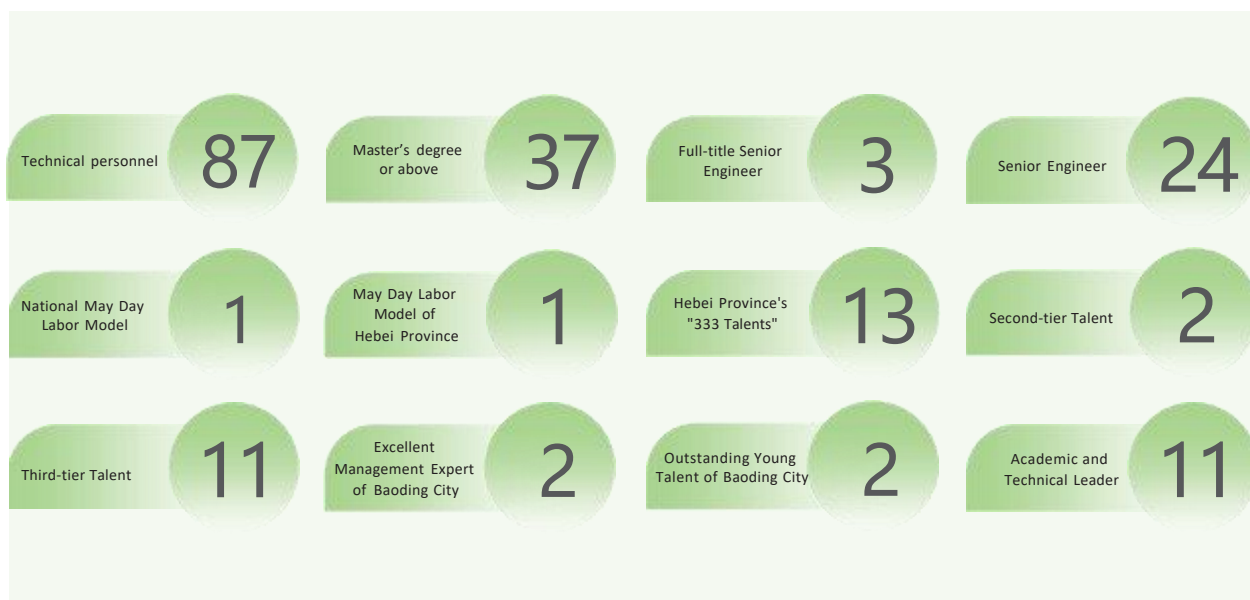 Technical personnel
87
Master's degree
or above
37
Full-title Senior
Engineer
3
Senior Engineer
24
National May Day
Labor Model
1
May Day Labor
Model of
Hebei Province
1
Hebei Province's
"333 Talents"
13
Second-tier Talent
2
Third-tier Talent
11
Excellent
Management Expert
of Baoding City
2
Outstanding Young
Talent of Baoding City
2
Academic and
Technical Leader
11